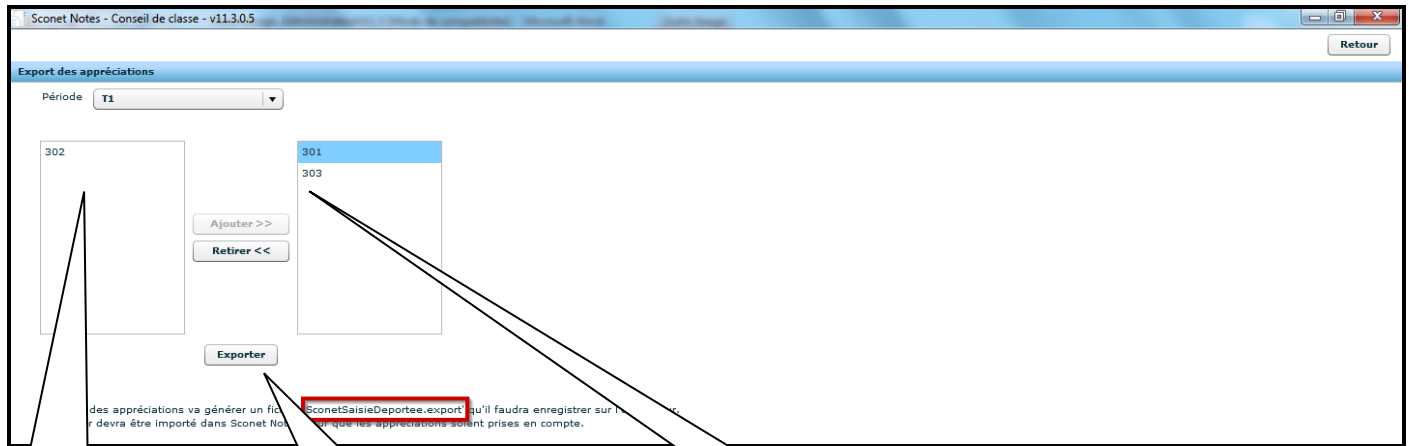 Sconet Notes - Conseil de classe - v11.3.0.5
Retour
Export des appréciations
Période T1
302
301
303
Ajouter >>
Retirer <<
Exporter
des appréciations va générer un fic SconetSaisieDeportee.export' qu'il faudra enregistrer sur l'
r devra être importé dans Sconet Not ur que les appréciations soient prises en compte.